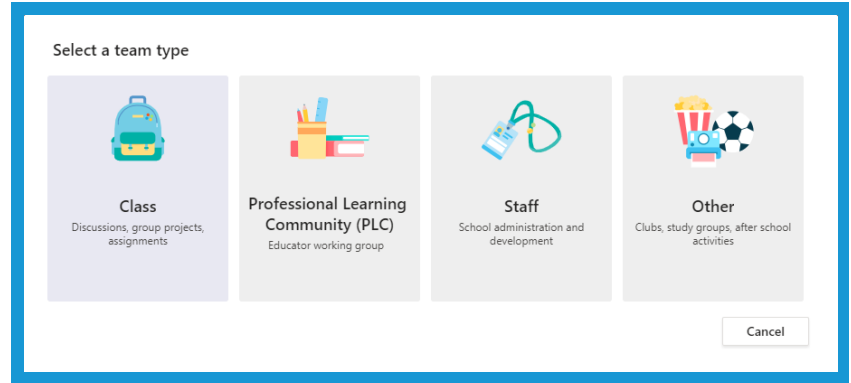 Select a team type
Class
Discussions, group projects,
assignments
Professional Learning
Community (PLC)
Educator working group
Staff
School administration and
development
Other
Clubs, study groups, after school
activities
Cancel